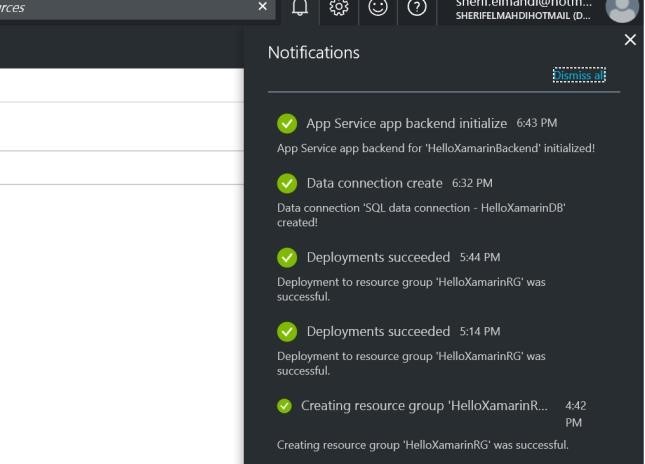 rces
sherif.elmahdi@hotm...
SHERIFELMAHDIHOTMAIL (D...
Notifications
Dismiss all
App Service app backend initialize 6:43 PM
App Service app backend for 'HelloXamarinBackend' initialized!
Data connection create 6:32 PM
Data connection 'SQL data connection - HelloXamarinDB'
created!
Deployments succeeded 5:44 PM
Deployment to resource group 'HelloXamarinRG' was
successful.
Deployments succeeded 5:14 PM
Deployment to resource group 'HelloXamarinRG' was
successful.
Creating resource group 'HelloXamarinR... 4:42
PM
Creating resource group 'HelloXamarinRG' was successful.